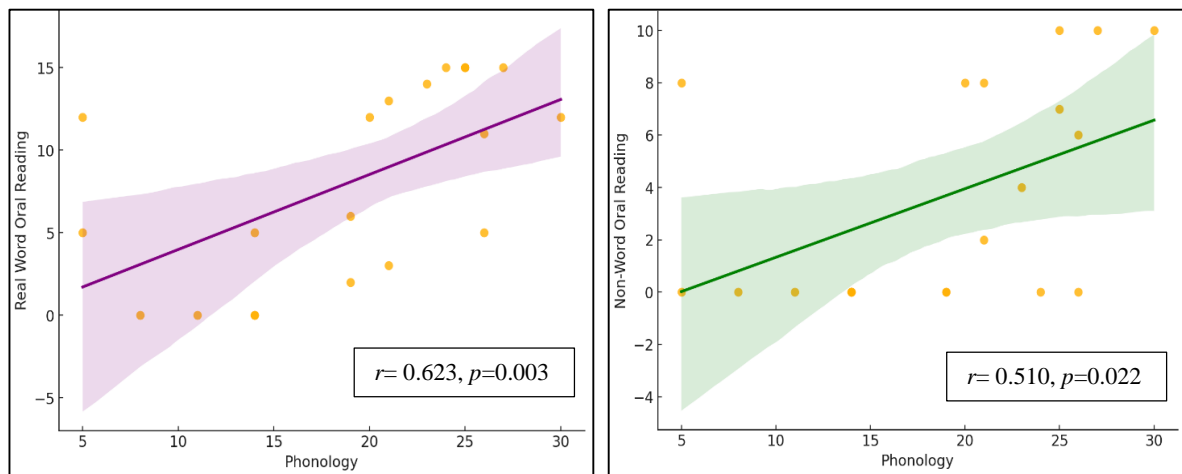 15
10
5
0
−5
Real Word Oral Reading
5 10 15 20 25 30
Phonology
r= 0.623, p=0.003
10
8
6
4
2
0
−2
−4
Non-Word Oral Reading
5 10 15 20 25 30
Phonology
r= 0.510, p=0.022